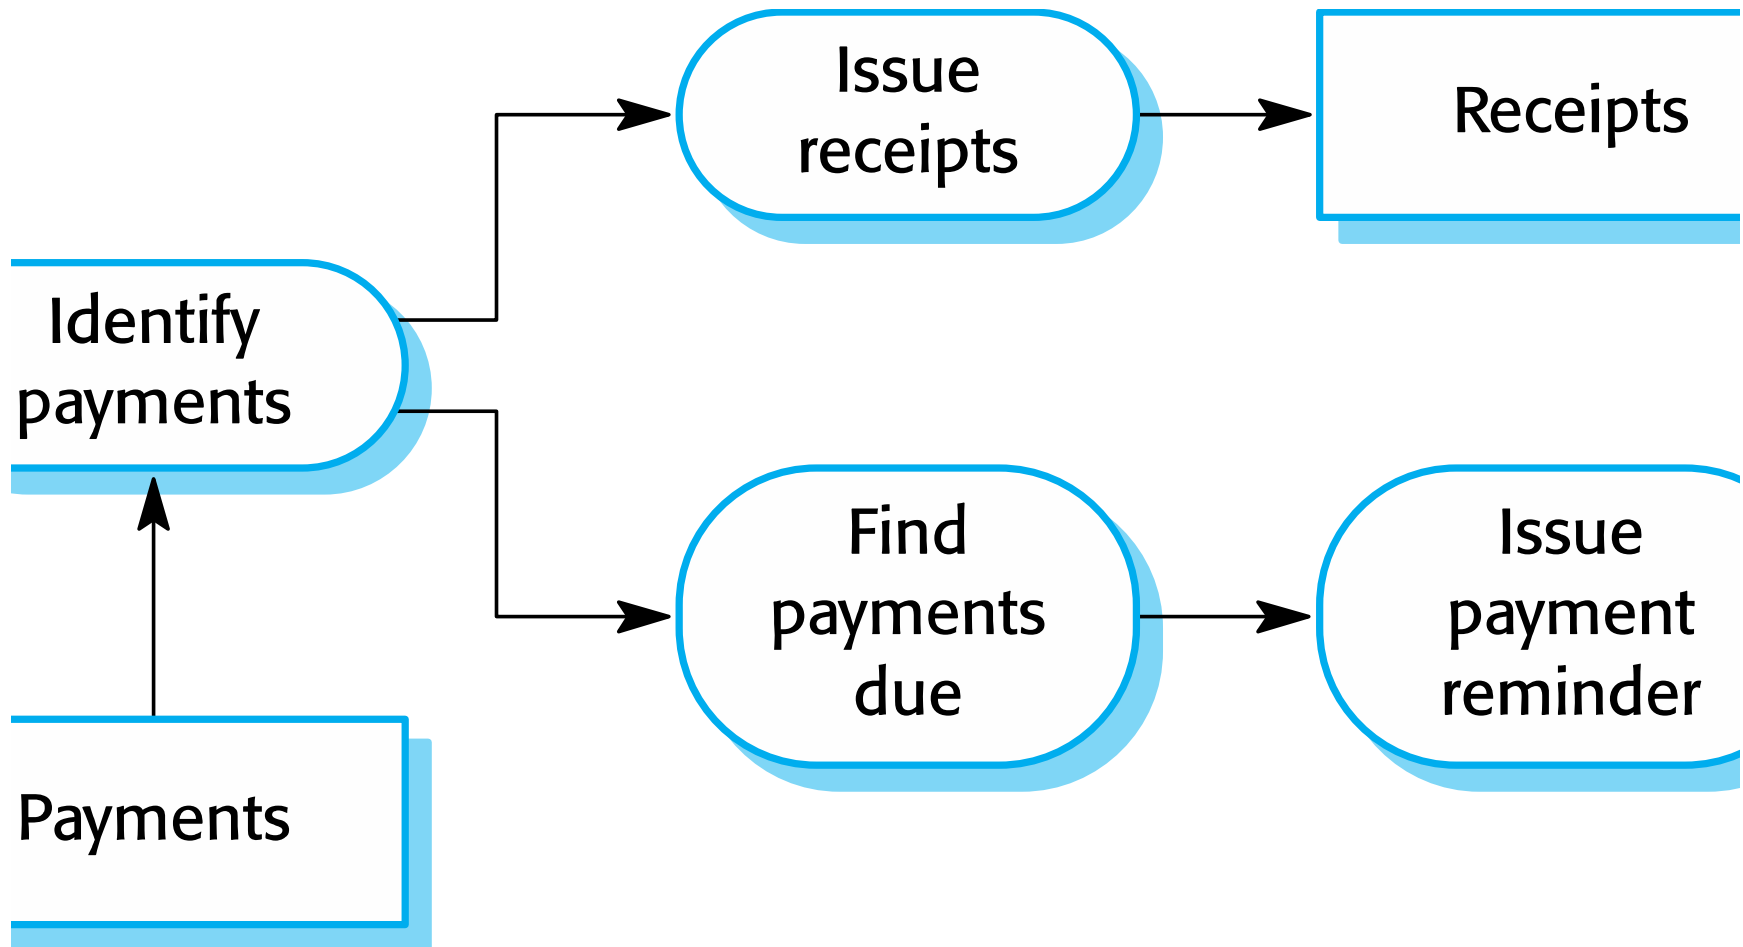 Issue
receipts
Receipts
Identify
payments
Find
payments
due
Issue
payment
reminder
Payments